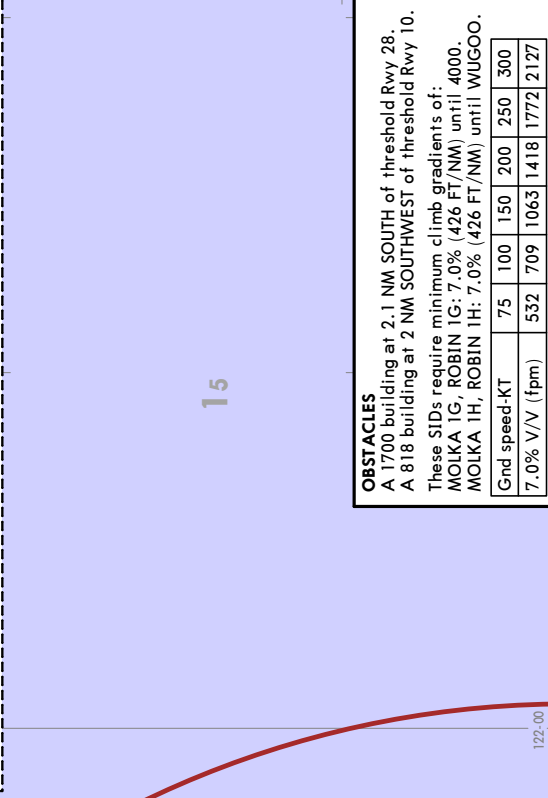 15
OBSTACLES
A 1700 building at 2.1 NM SOUTH of threshold Rwy 28.
A 818 building at 2 NM SOUTHWEST of threshold Rwy 10.
These SIDs require minimum climb gradients of:
MOLKA 1G, ROBIN 1G: 7.0% (426 FT/NM) until 4000.
MOLKA 1H, ROBIN 1H: 7.0% (426 FT/NM) until WUGOO.
Gnd speed-KT 75 100 150 200 250 300
7.0% V/V (fpm) 532 709 1063 1418 1772 2127
122-00